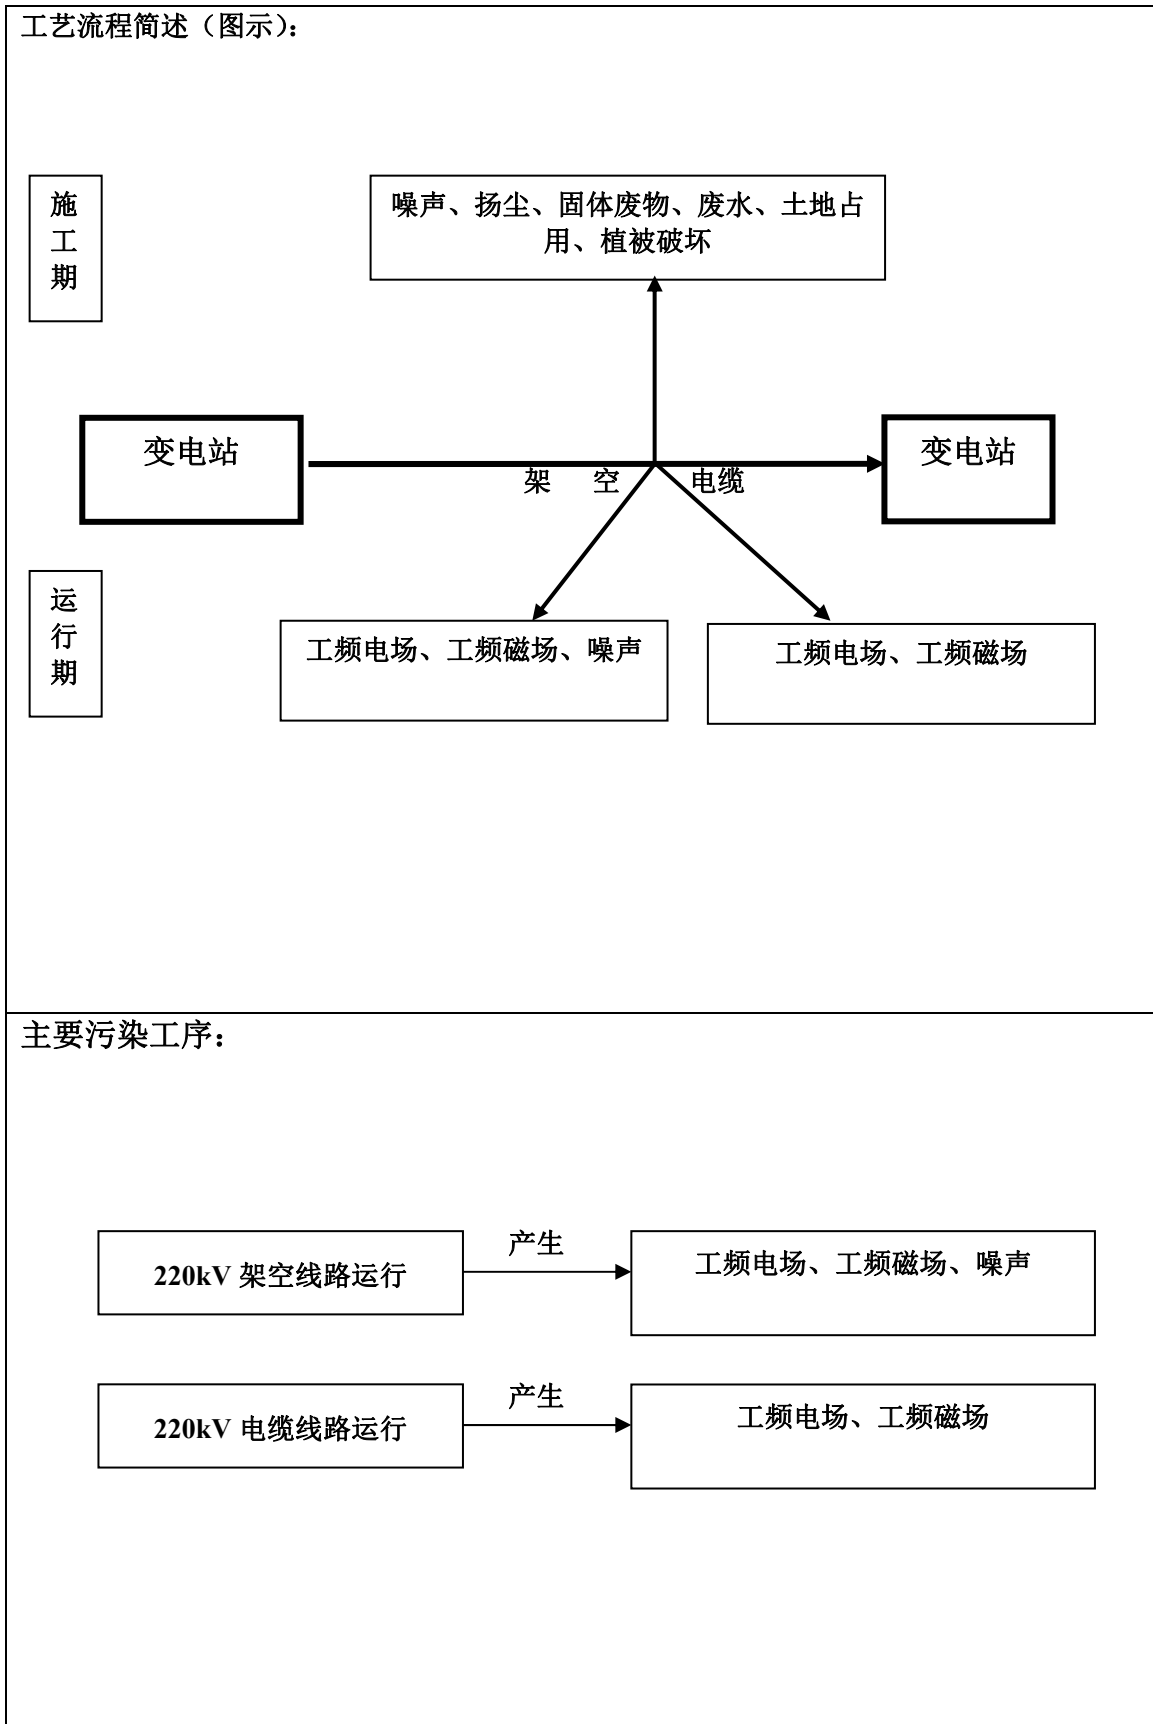 工艺流程简述（图示）：
施
工
期
噪声、扬尘、固体废物、废水、土地占
用、植被破坏
变电站
架 空 电缆
变电站
运
行
期
工频电场、工频磁场、噪声
工频电场、工频磁场
主要污染工序：
220kV 架空线路运行
产生
工频电场、工频磁场、噪声
220kV 电缆线路运行
产生
工频电场、工频磁场